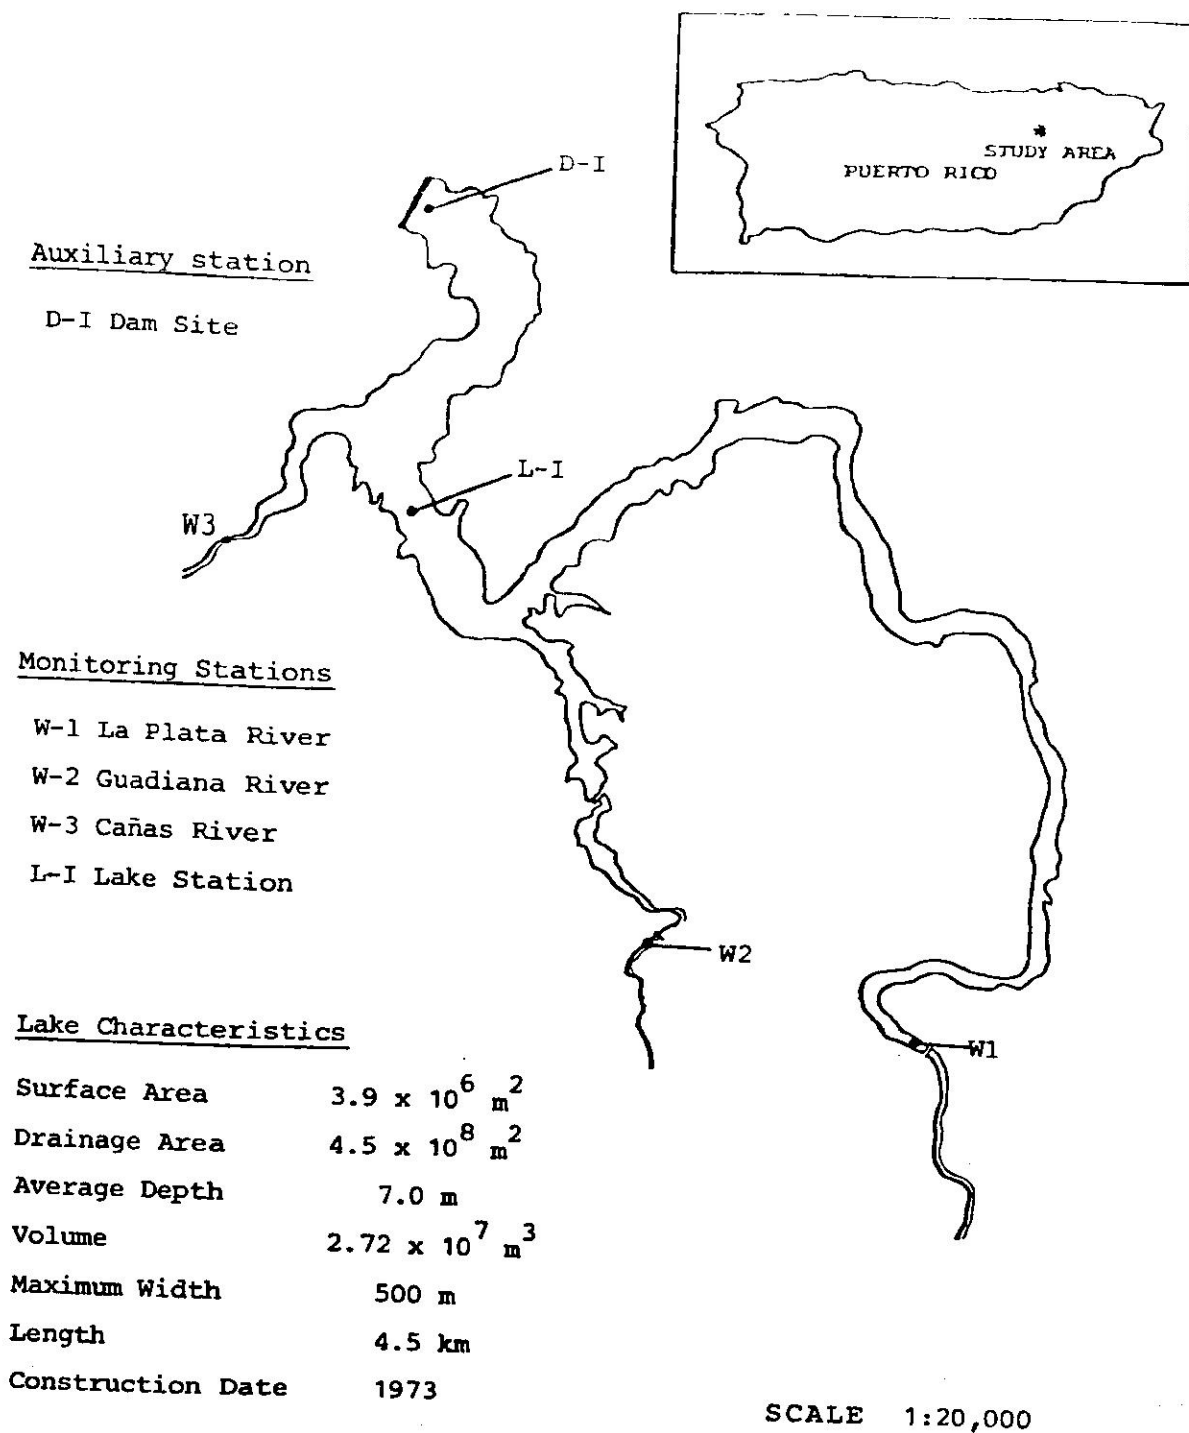 STUDY AREA
PUERTO RICO
D-I
Auxiliary station
D-I Dam Site
L-I
W3
Monitoring Stations
W-1 La Plata River
W-2 Guadiana River
W-3 Cañas River
L-I Lake Station
W2
Lake Characteristics
W1
Surface Area 3.9 x 10^6 m^2
Drainage Area 4.5 x 10^8 m^2
Average Depth 7.0 m
Volume 2.72 x 10^7 m^3
Maximum Width 500 m
Length 4.5 km
Construction Date 1973
SCALE 1:20,000